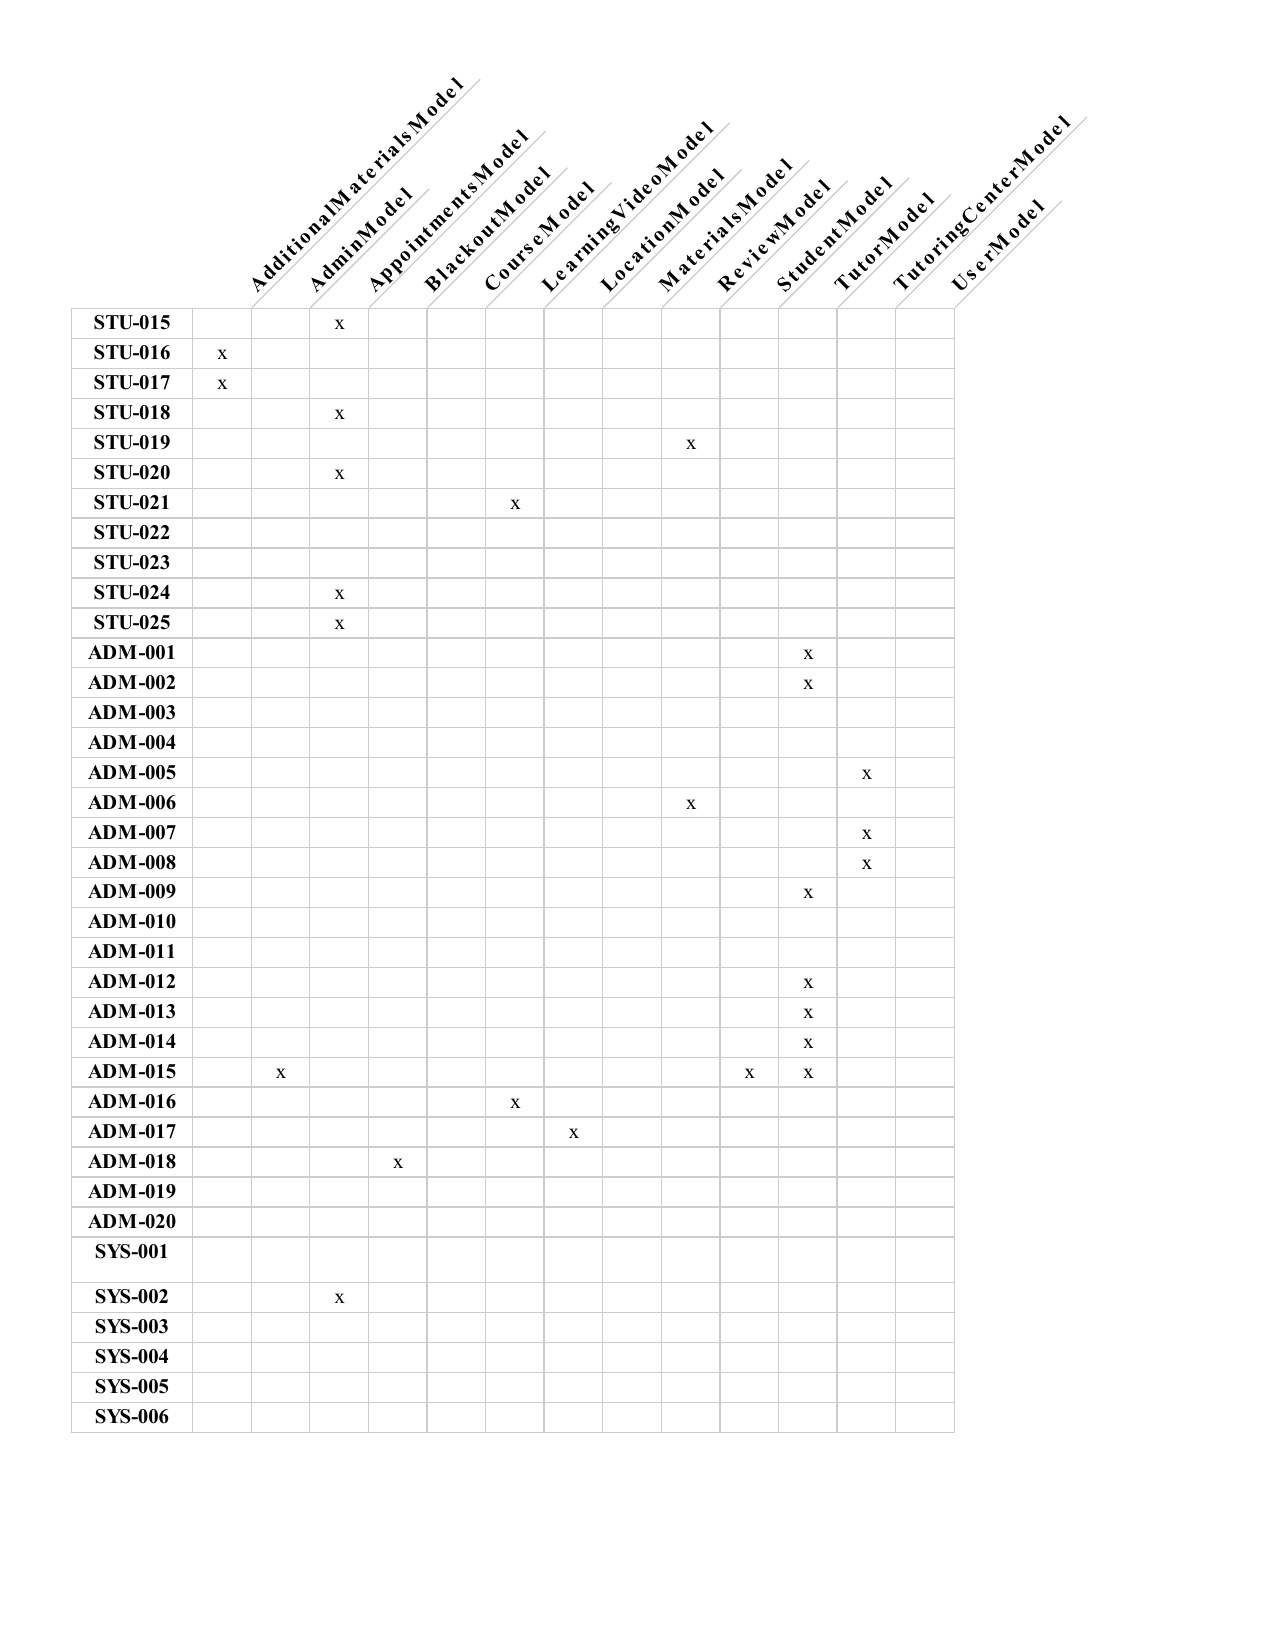 AdditionalMaterialsModel
AdminModel
AppointmentsModel
BlackoutModel
CourseModel
LearningVideoModel
LocationModel
MaterialsModel
ReviewModel
StudentModel
TutorModel
TutoringCenterModel
UserModel
STU-015 x
STU-016 x
STU-017 x
STU-018 x
STU-019 x
STU-020 x
STU-021 x
STU-022
STU-023
STU-024 x
STU-025 x
ADM-001 x
ADM-002 x
ADM-003
ADM-004
ADM-005 x
ADM-006 x
ADM-007 x
ADM-008 x
ADM-009 x
ADM-010
ADM-011
ADM-012 x
ADM-013 x
ADM-014 x
ADM-015 x x x
ADM-016 x
ADM-017 x
ADM-018 x
ADM-019
ADM-020
SYS-001
SYS-002 x
SYS-003
SYS-004
SYS-005
SYS-006